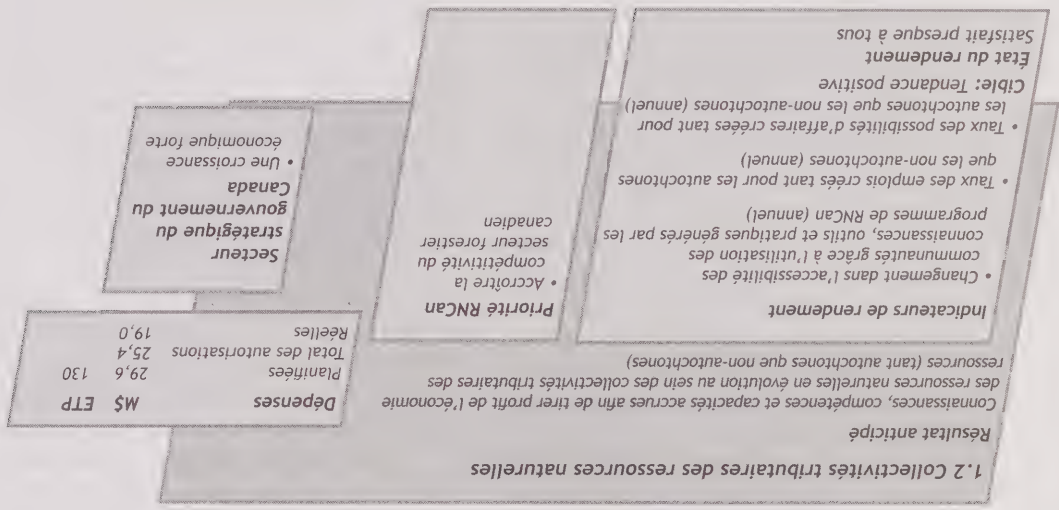 1.2 Collectivités tributaires des ressources naturelles
Résultat anticipé
Connaissances, compétences et capacités accrues afin de tirer profit de l'économie
des ressources naturelles en évolution au sein des collectivités tributaires des
ressources (tant autochtones que non-autochtones)
Dépenses M$ ETP
Planifiées 29,6 130
Total des autorisations 25,4
Réelles 19,0
Indicateurs de rendement
• Changement dans l'accessibilité des
communautés grâce à l'utilisation des
connaissances, outils et pratiques générés par les
programmes de RNCan (annuel)
• Taux des emplois créés tant pour les autochtones
que les non-autochtones (annuel)
• Taux des possibilités d'affaires créées tant pour
les autochtones que les non-autochtones (annuel)
Cible: Tendance positive
État du rendement
Satisfait presque à tous
Priorité RNCan
• Accroître la
compétitivité du
secteur forestier
canadien
Secteur
stratégique du
gouvernement du
Canada
• Une croissance
économique forte